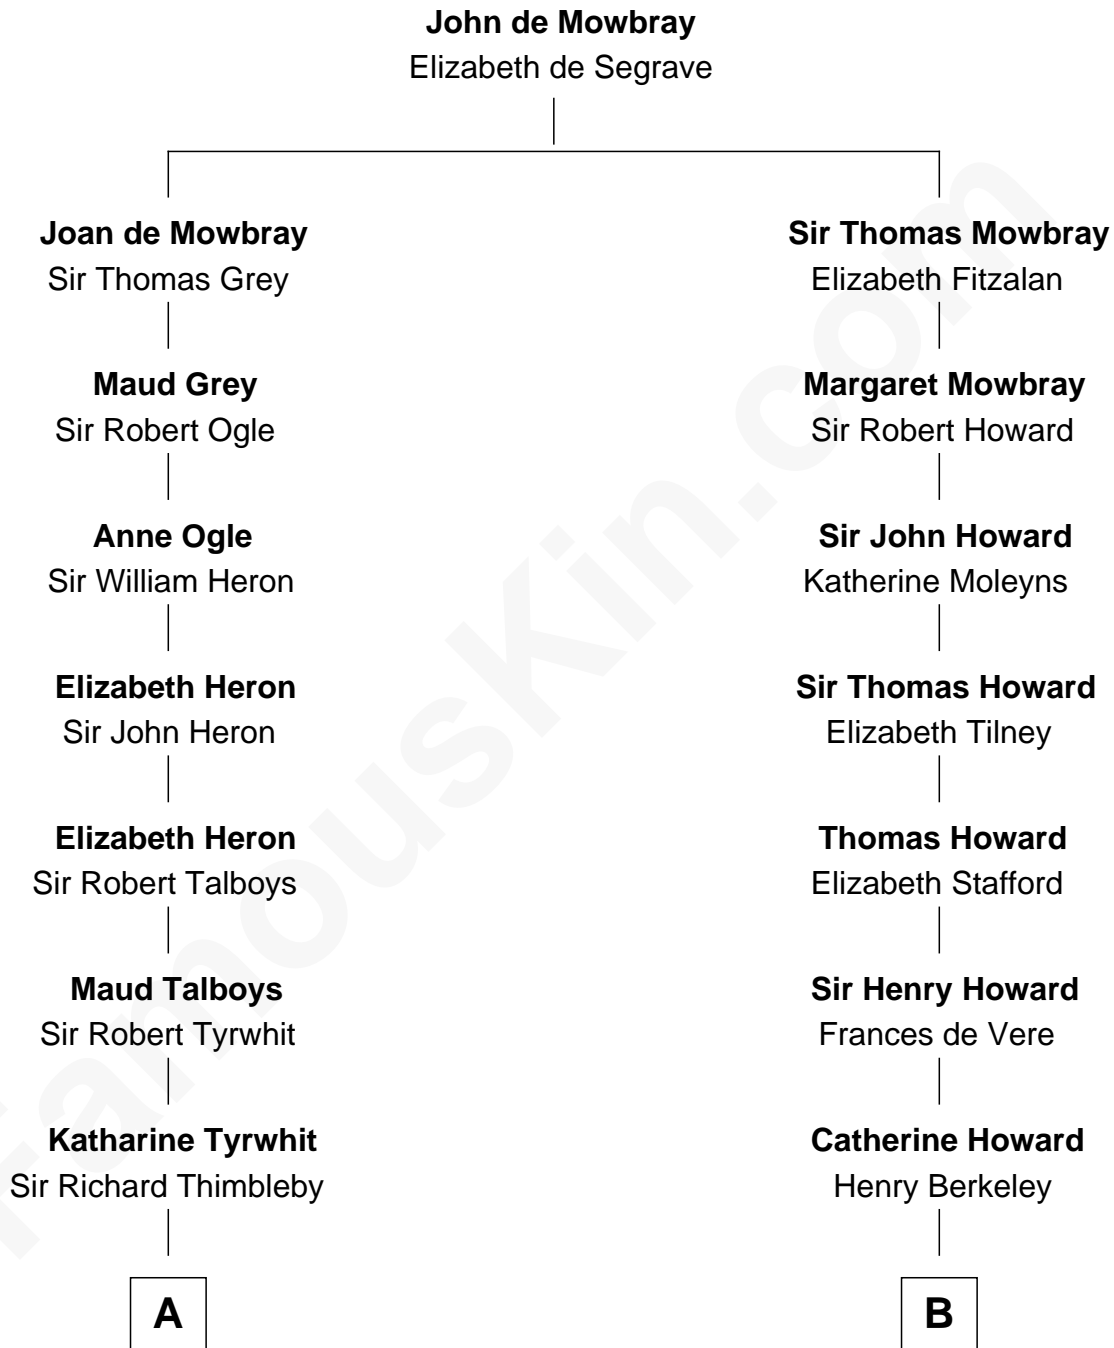 John de Mowbray
Elizabeth de Segrave
Joan de Mowbray
Sir Thomas Grey
Sir Thomas Mowbray
Elizabeth Fitzalan
Maud Grey
Sir Robert Ogle
Margaret Mowbray
Sir Robert Howard
Anne Ogle
Sir William Heron
Sir John Howard
Katherine Moleyns
Elizabeth Heron
Sir John Heron
Sir Thomas Howard
Elizabeth Tilney
Elizabeth Heron
Sir Robert Talboys
Thomas Howard
Elizabeth Stafford
Maud Talboys
Sir Robert Tyrwhit
Sir Henry Howard
Frances de Vere
Katharine Tyrwhit
Sir Richard Thimbleby
Catherine Howard
Henry Berkeley
A
B
FamousKin.com